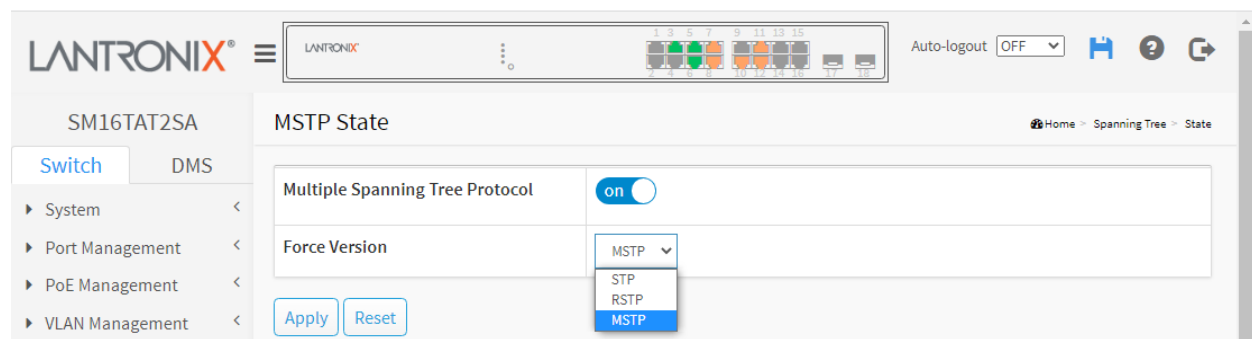 LANTRONIX®
LANTRONIX
1 3 5 7 9 11 13 15
2 4 6 8 10 12 14 16 17 18
Auto-logout OFF
SM16TAT2SA
MSTP State
Home > Spanning Tree > State
Switch DMS
Multiple Spanning Tree Protocol on
System
Port Management
Force Version MSTP
PoE Management
STP
RSTP
MSTP
VLAN Management
Apply Reset